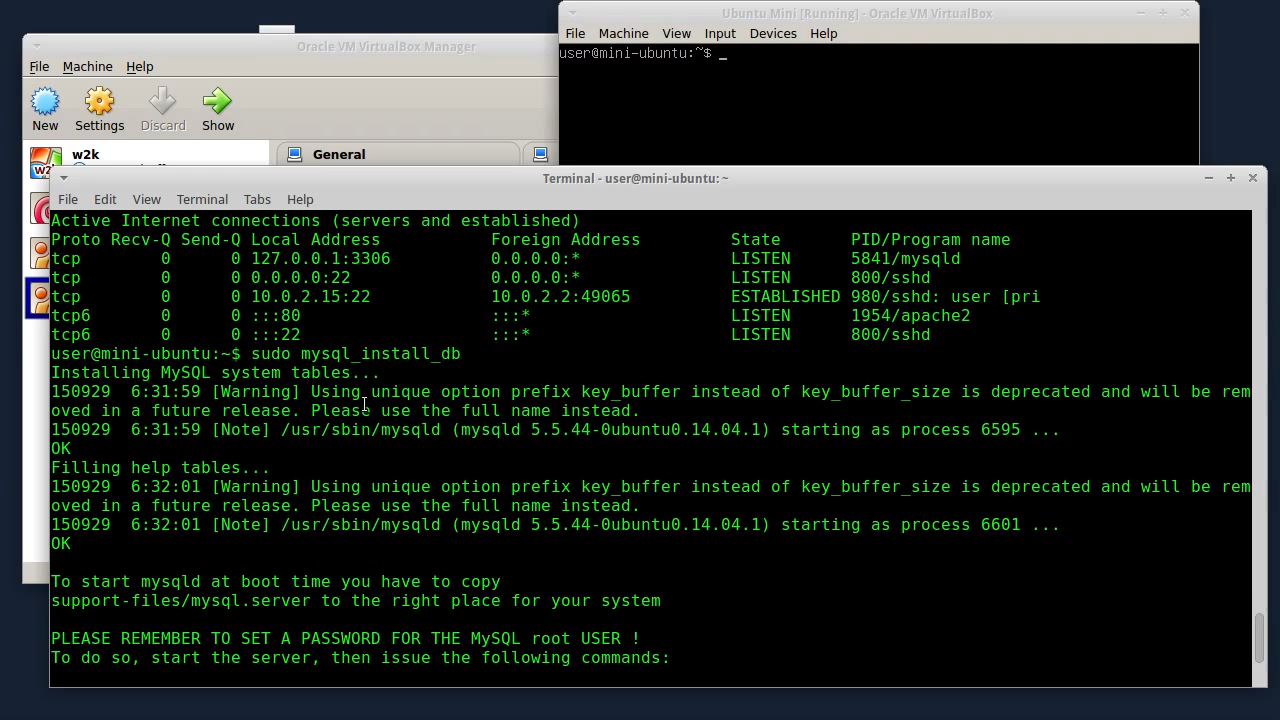 Ubuntu Mini [Running] - Oracle VM VirtualBox
File Machine View Input Devices Help
user@mini-ubuntu:~$ _
Oracle VM VirtualBox Manager
File Machine Help
New Settings Discard Show
w2k
General
Terminal - user@mini-ubuntu: ~
File Edit View Terminal Tabs Help
Active Internet connections (servers and established)
Proto Recv-Q Send-Q Local Address           Foreign Address         State       PID/Program name
tcp        0      0 127.0.0.1:3306          0.0.0.0:*               LISTEN      5841/mysqld
tcp        0      0 0.0.0.0:22              0.0.0.0:*               LISTEN      800/sshd
tcp        0      0 10.0.2.15:22            10.0.2.2:49065          ESTABLISHED 980/sshd: user [pri
tcp6       0      0 :::80                   :::*                    LISTEN      1954/apache2
tcp6       0      0 :::22                   :::*                    LISTEN      800/sshd
user@mini-ubuntu:~$ sudo mysql_install_db
Installing MySQL system tables...
150929  6:31:59 [Warning] Using unique option prefix key_buffer instead of key_buffer_size is deprecated and will be rem
oved in a future release. Please use the full name instead.
150929  6:31:59 [Note] /usr/sbin/mysqld (mysqld 5.5.44-0ubuntu0.14.04.1) starting as process 6595 ...
OK
Filling help tables...
150929  6:32:01 [Warning] Using unique option prefix key_buffer instead of key_buffer_size is deprecated and will be rem
oved in a future release. Please use the full name instead.
150929  6:32:01 [Note] /usr/sbin/mysqld (mysqld 5.5.44-0ubuntu0.14.04.1) starting as process 6601 ...
OK
To start mysqld at boot time you have to copy
support-files/mysql.server to the right place for your system
PLEASE REMEMBER TO SET A PASSWORD FOR THE MySQL root USER !
To do so, start the server, then issue the following commands: